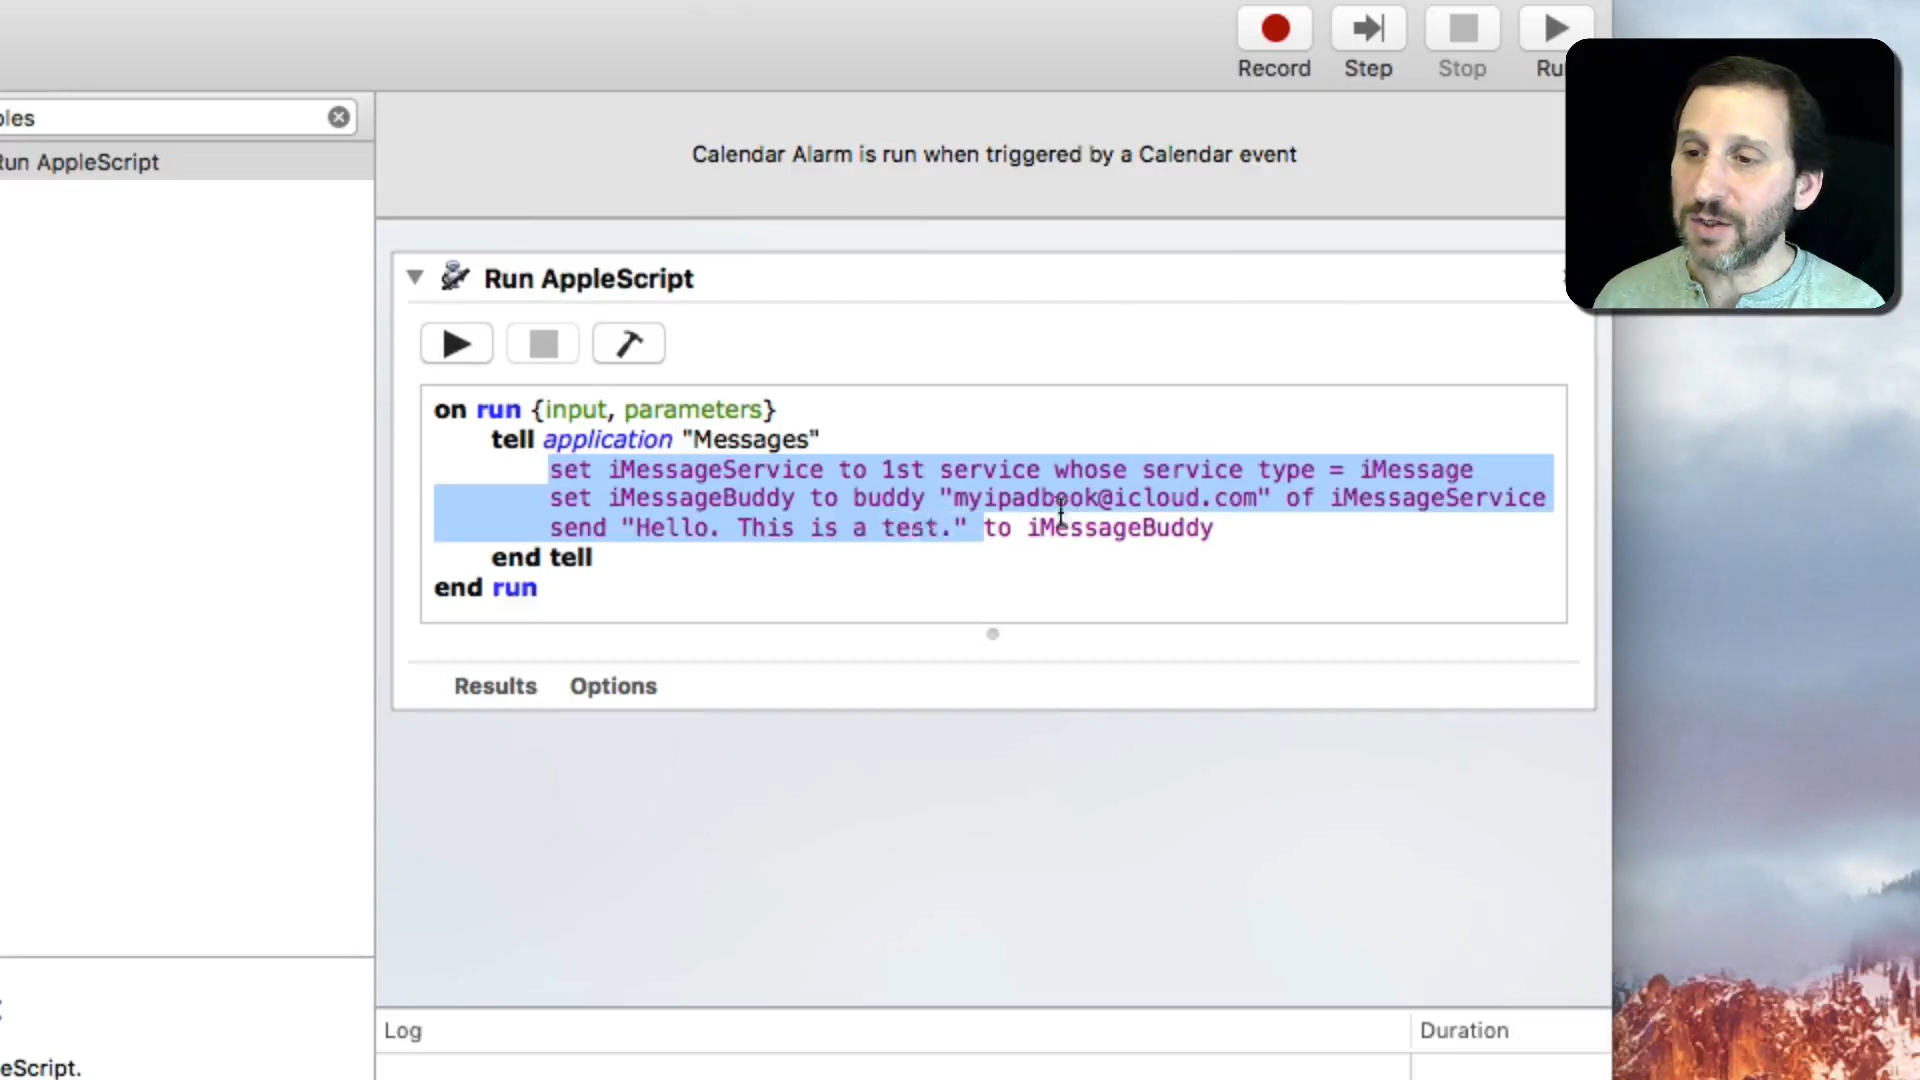 Record
Step
Stop
Ru
oles
Run AppleScript
Calendar Alarm is run when triggered by a Calendar event
Run AppleScript
on run {input, parameters}
tell application "Messages"
set iMessageService to 1st service whose service type = iMessage
set iMessageBuddy to buddy "myipadbook@icloud.com" of iMessageService
send "Hello. This is a test." to iMessageBuddy
end tell
end run
Results
Options
Log
Duration
eScript.